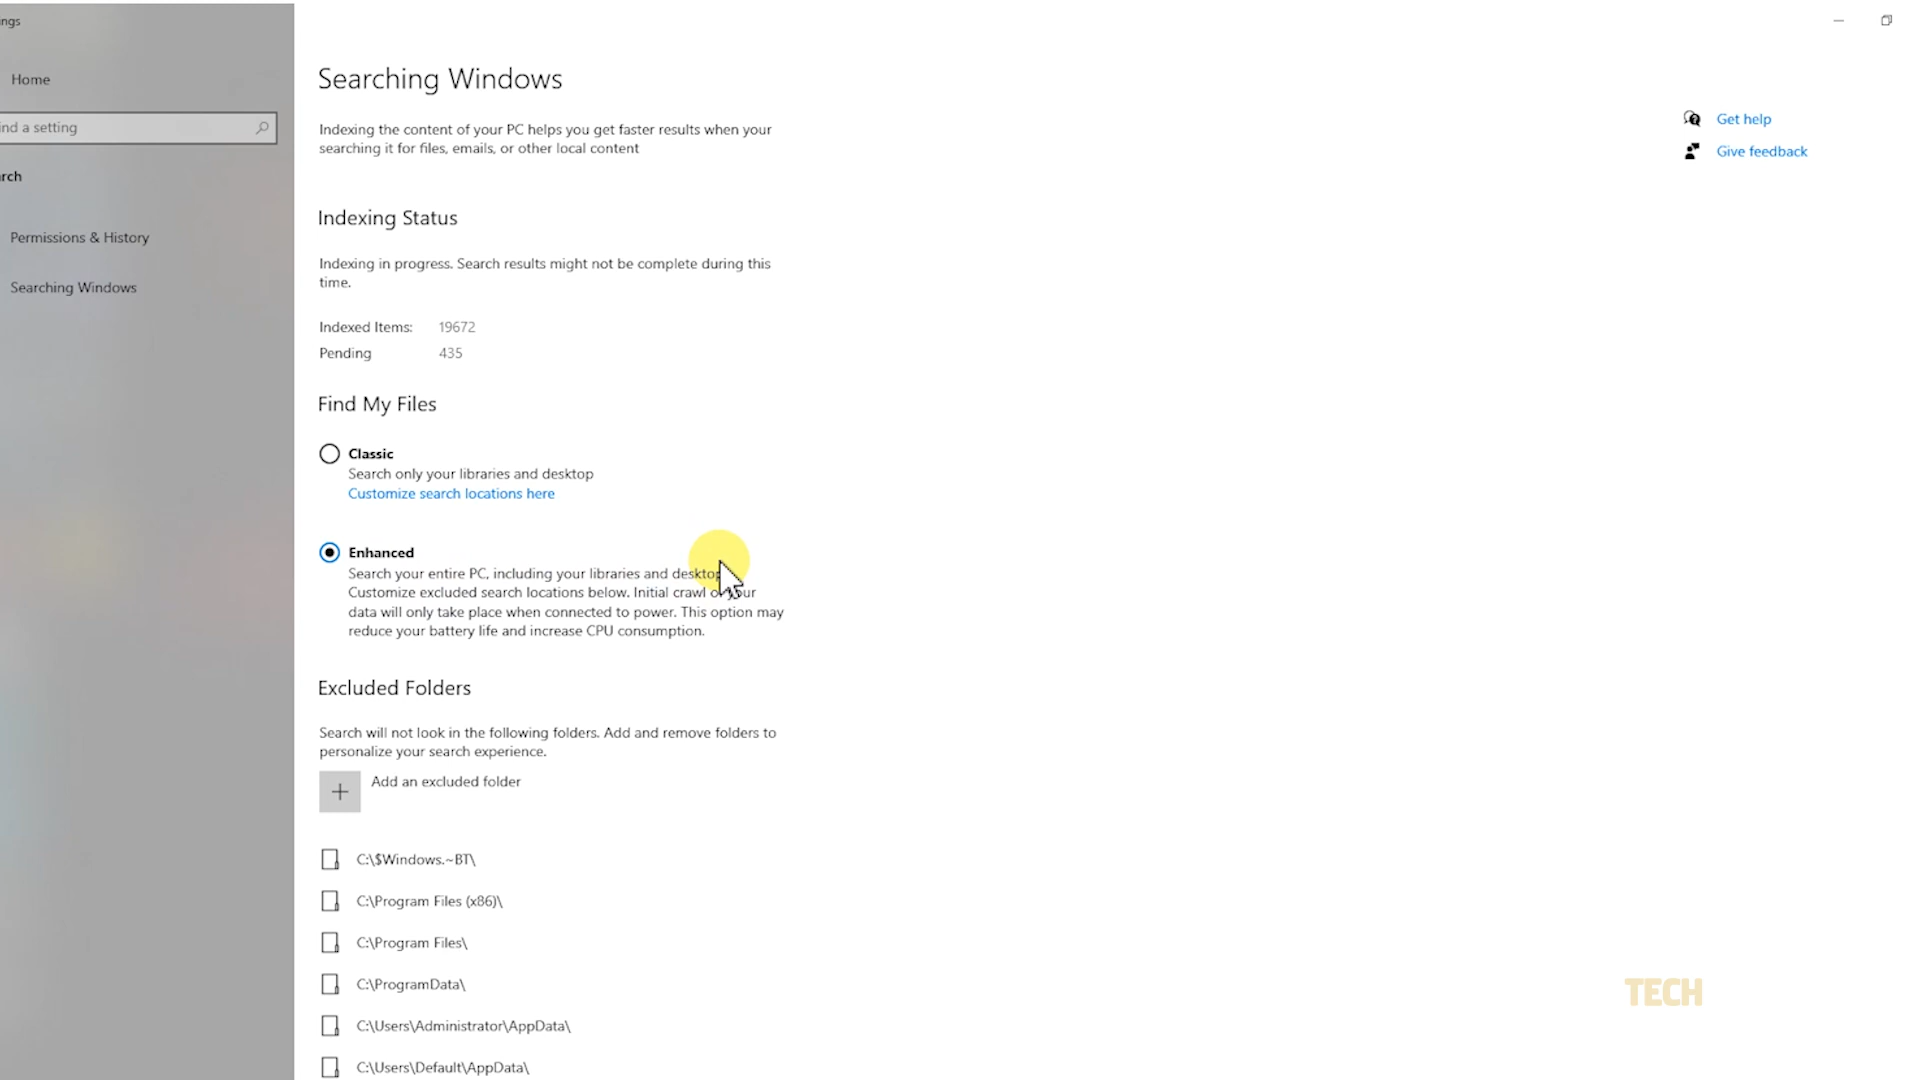 ngs
Home
ind a setting
rch
Permissions & History
Searching Windows
Searching Windows
Indexing the content of your PC helps you get faster results when your
searching it for files, emails, or other local content
Indexing Status
Indexing in progress. Search results might not be complete during this
time.
Indexed Items: 19672
Pending 435
Find My Files
Classic
Search only your libraries and desktop
Customize search locations here
Enhanced
Search your entire PC, including your libraries and desktop
Customize excluded search locations below. Initial crawl of your
data will only take place when connected to power. This option may
reduce your battery life and increase CPU consumption.
Excluded Folders
Search will not look in the following folders. Add and remove folders to
personalize your search experience.
Add an excluded folder
C:\$Windows.~BT\
C:\Program Files (x86)\
C:\Program Files\
C:\ProgramData\
C:\Users\Administrator\AppData\
C:\Users\Default\AppData\
Get help
Give feedback
TECH